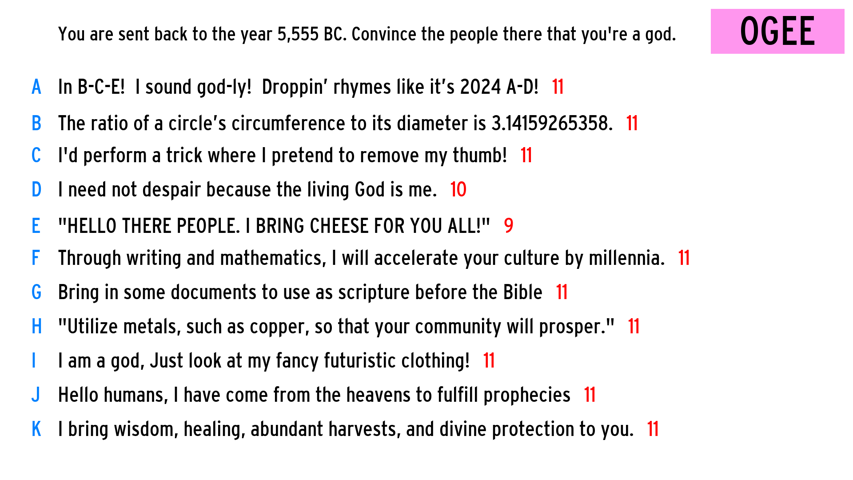 You are sent back to the year 5,555 BC. Convince the people there that you're a god.
OGEE
A In B-C-E! I sound god-ly! Droppin’ rhymes like it’s 2024 A-D! 11
B The ratio of a circle’s circumference to its diameter is 3.14159265358. 11
C I'd perform a trick where I pretend to remove my thumb! 11
D I need not despair because the living God is me. 10
E "HELLO THERE PEOPLE. I BRING CHEESE FOR YOU ALL!" 9
F Through writing and mathematics, I will accelerate your culture by millennia. 11
G Bring in some documents to use as scripture before the Bible 11
H "Utilize metals, such as copper, so that your community will prosper." 11
I I am a god, Just look at my fancy futuristic clothing! 11
J Hello humans, I have come from the heavens to fulfill prophecies 11
K I bring wisdom, healing, abundant harvests, and divine protection to you. 11